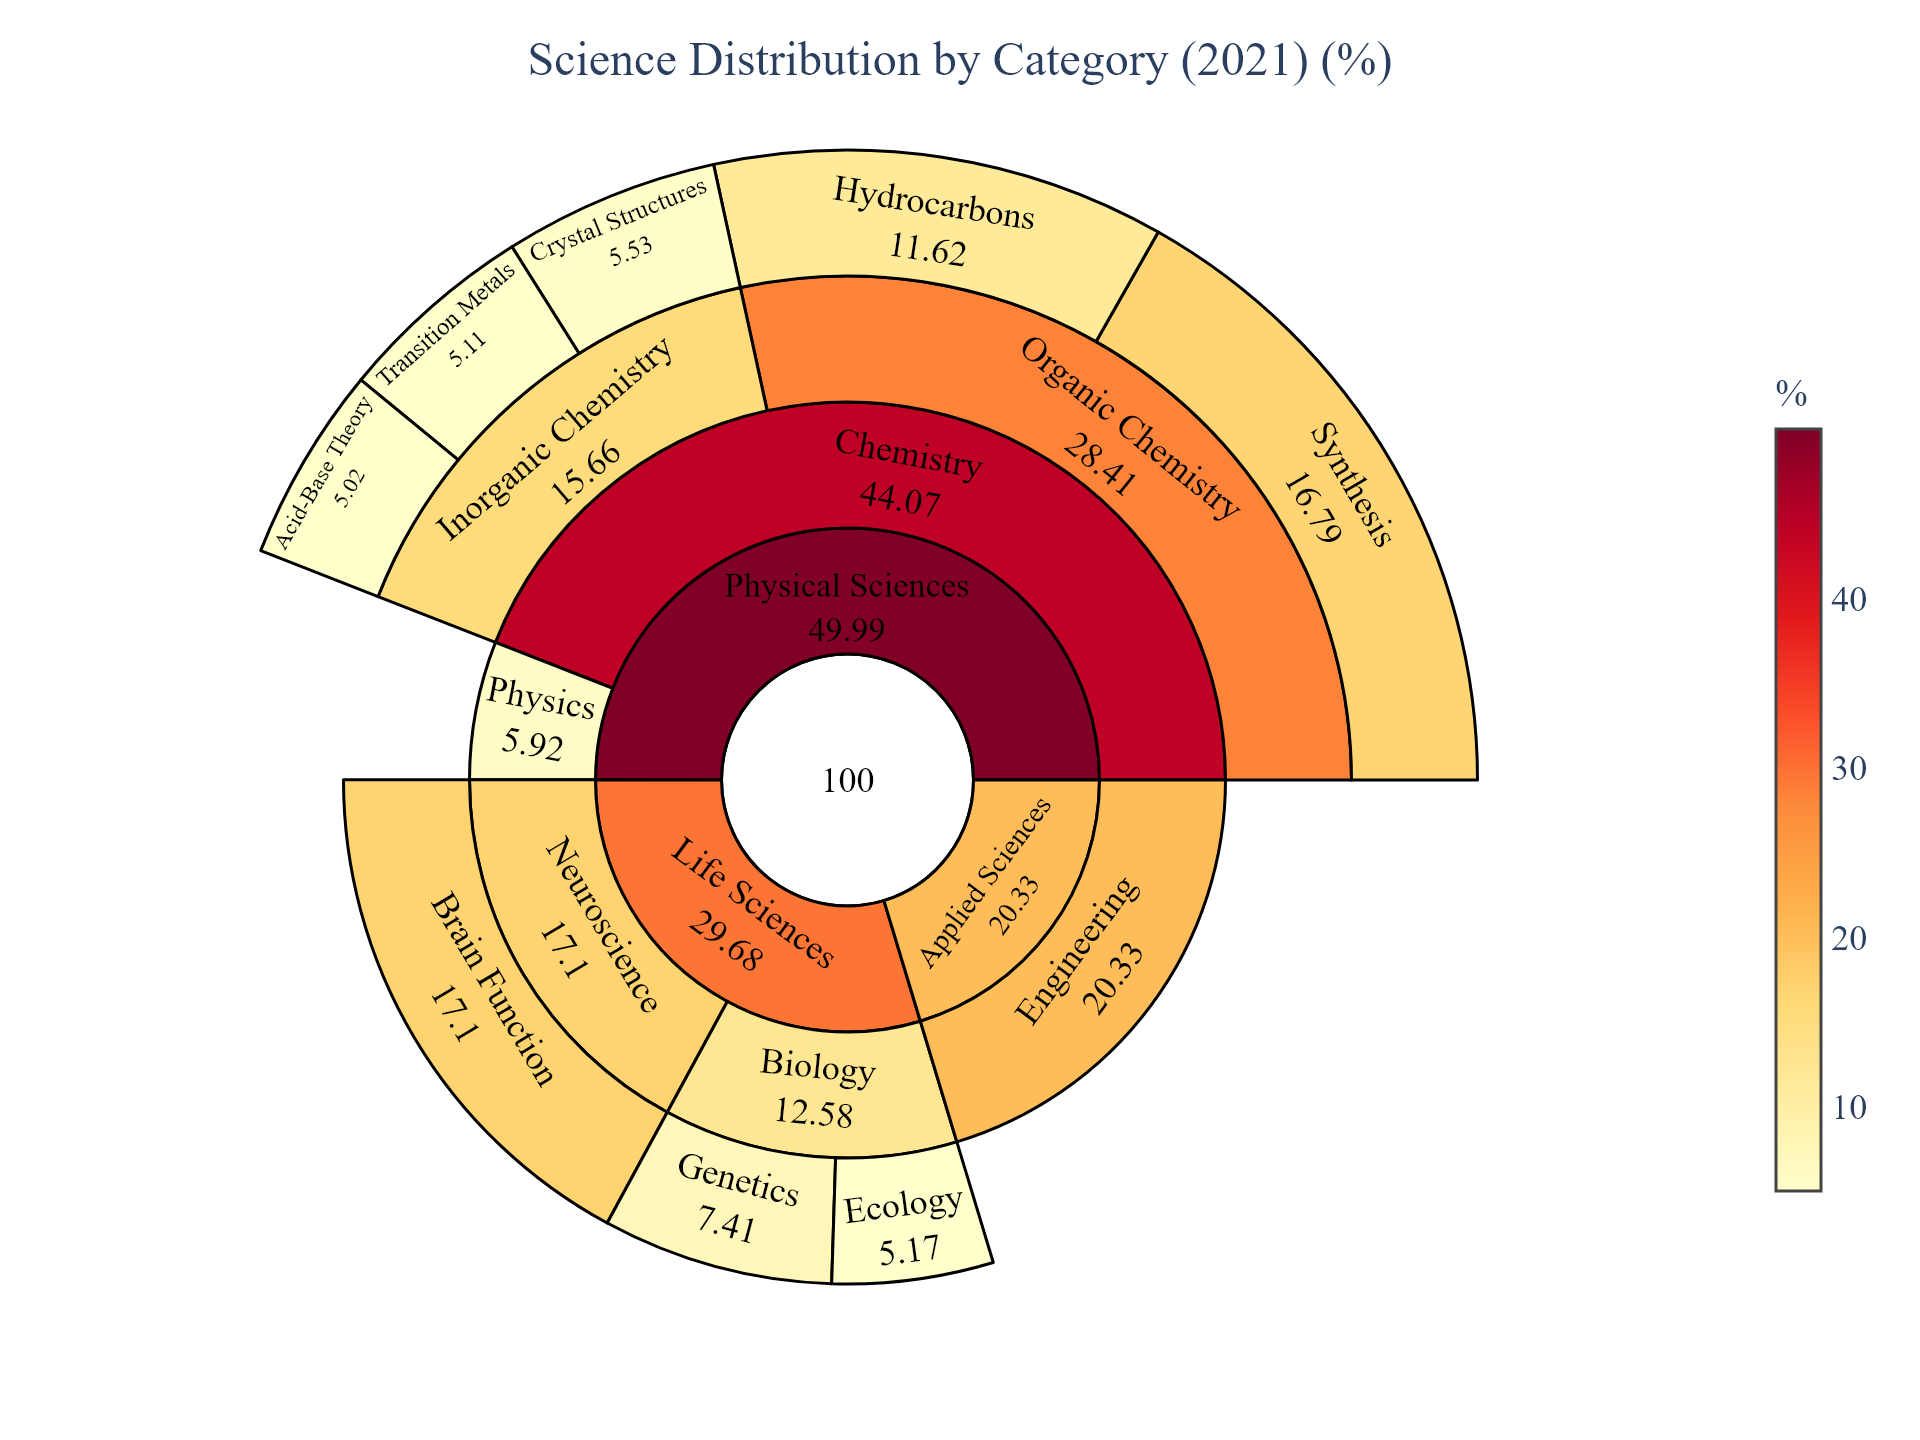 Science Distribution by Category (2021) (%)
Hydrocarbons
11.62
Crystal Structures
5.53
Transition Metals
5.11
Acid-Base Theory
5.02
Synthesis
16.79
Organic Chemistry
28.41
Inorganic Chemistry
15.66
Chemistry
44.07
Physical Sciences
49.99
Physics
5.92
100
Life Sciences
29.68
Applied Sciences
20.33
Engineering
20.33
Neuroscience
17.1
Brain Function
17.1
Biology
12.58
Genetics
7.41
Ecology
5.17
%
40
30
20
10